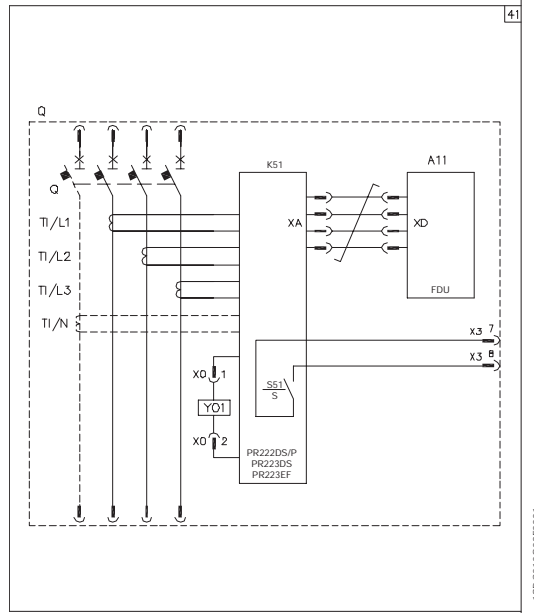 41
Q
K51
A11
Q
TI/L1
XA
XD
TI/L2
TI/L3
FDU
TI/N
X3 7
X3 8
X0 1
S51
S
YO1
X0 2
PR222DS/P
PR223DS
PR223EF